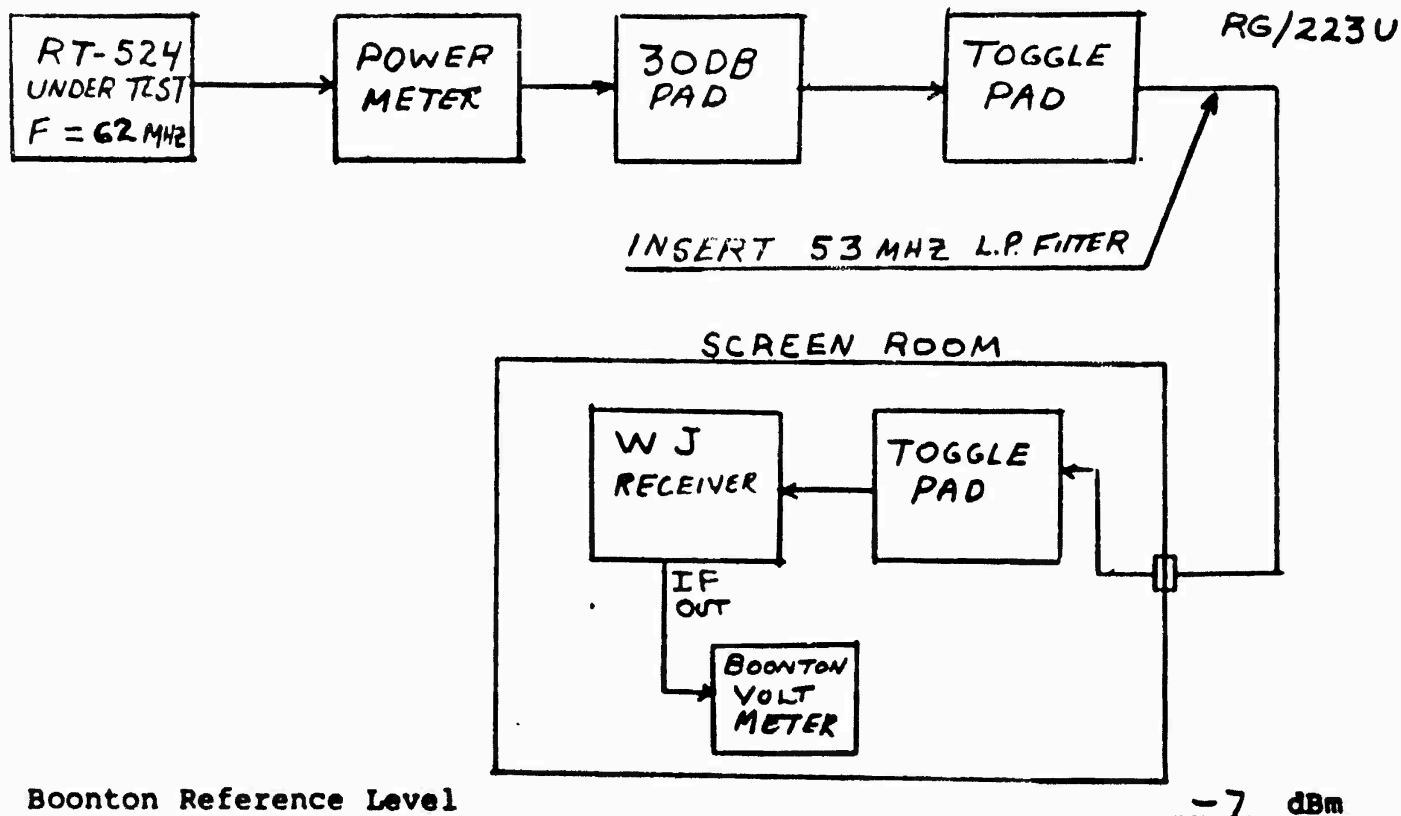 RT-524
UNDER TEST
F = 62 MHZ
POWER
METER
30DB
PAD
TOGGLE
PAD
RG/223U
INSERT 53 MHZ L.P. FILTER
SCREEN ROOM
WJ
RECEIVER
TOGGLE
PAD
IF
OUT
BOONTON
VOLT
METER
Boonton Reference Level -7 dBm